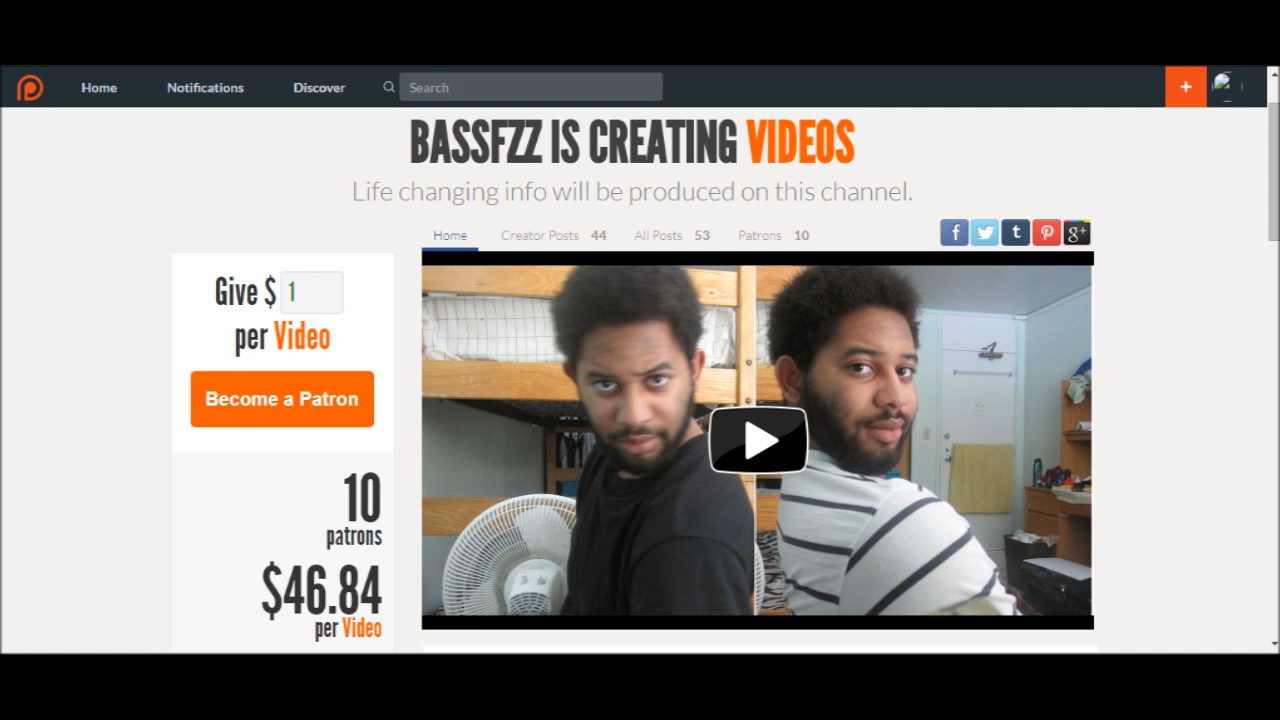 Home Notifications Discover Search +
BASSFZZ IS CREATING VIDEOS
Life changing info will be produced on this channel.
Home Creator Posts 44 All Posts 53 Patrons 10
f t g+
Give $ 1
per Video
Become a Patron
10
patrons
$46.84
per Video